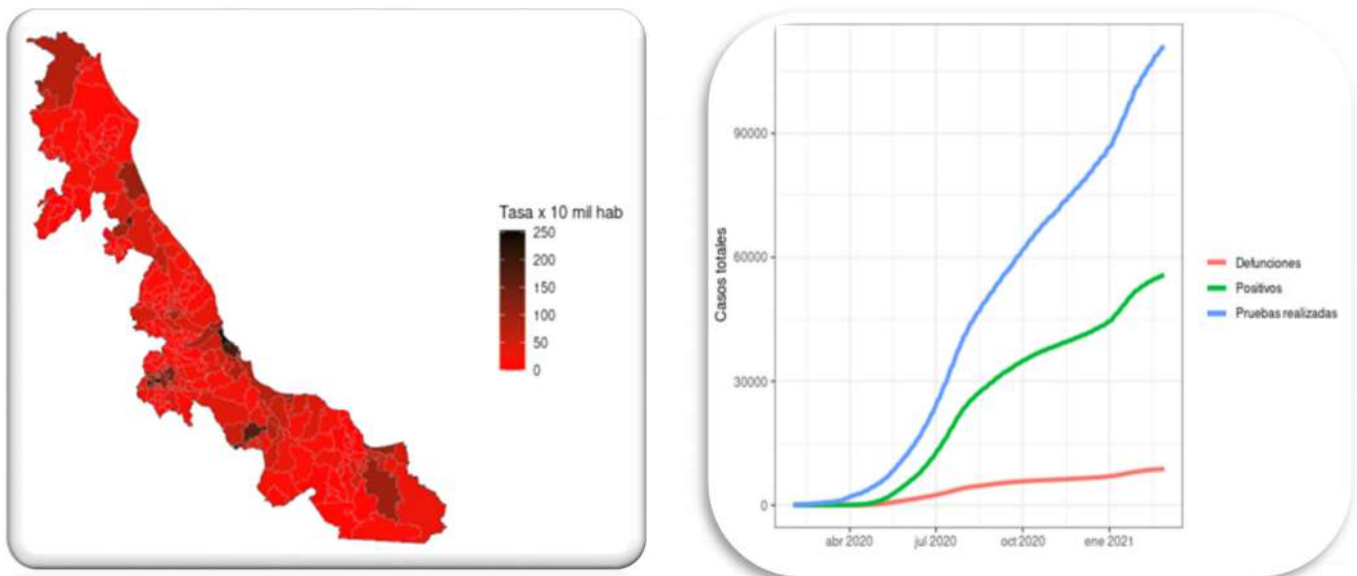 Tasa x 10 mil hab
250
200
150
100
50
0
Casos totales
90000
60000
30000
0
abr 2020
jul 2020
oct 2020
ene 2021
Defunciones
Positivos
Pruebas realizadas